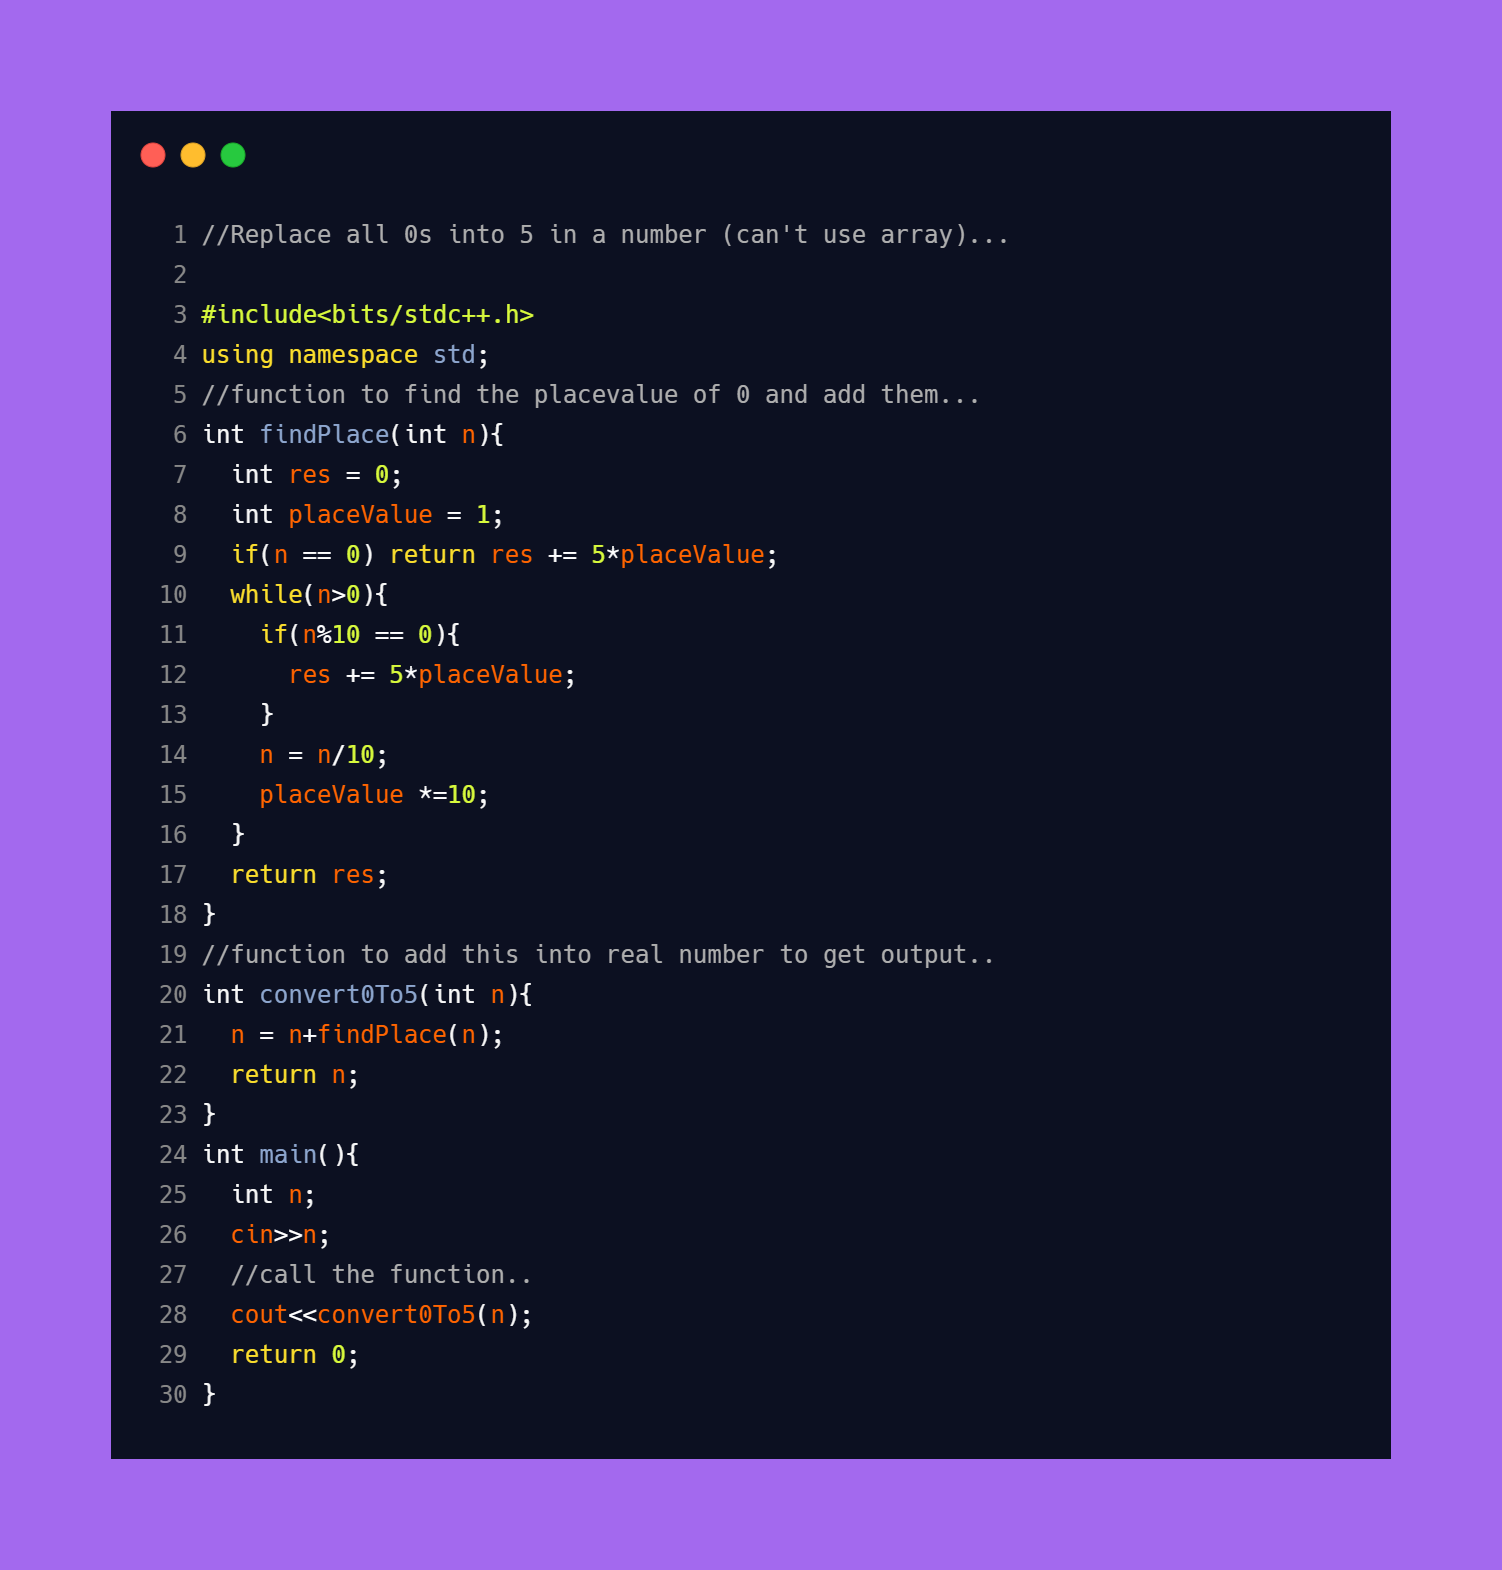 1 //Replace all 0s into 5 in a number (can't use array)...
2
3 #include<bits/stdc++.h>
4 using namespace std;
5 //function to find the placevalue of 0 and add them...
6 int findPlace(int n){
7   int res = 0;
8   int placeValue = 1;
9   if(n == 0) return res += 5*placeValue;
10   while(n>0){
11     if(n%10 == 0){
12       res += 5*placeValue;
13     }
14     n = n/10;
15     placeValue *=10;
16   }
17   return res;
18 }
19 //function to add this into real number to get output..
20 int convert0To5(int n){
21   n = n+findPlace(n);
22   return n;
23 }
24 int main(){
25   int n;
26   cin>>n;
27   //call the function..
28   cout<<convert0To5(n);
29   return 0;
30 }